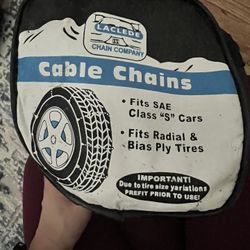 LACLEDE
CHAIN COMPANY
Cable Chains
• Fits SAE
Class "S" Cars
• Fits Radial &
Bias Ply Tires
IMPORTANT!
Due to tire size variations
PREFIT PRIOR TO USE!